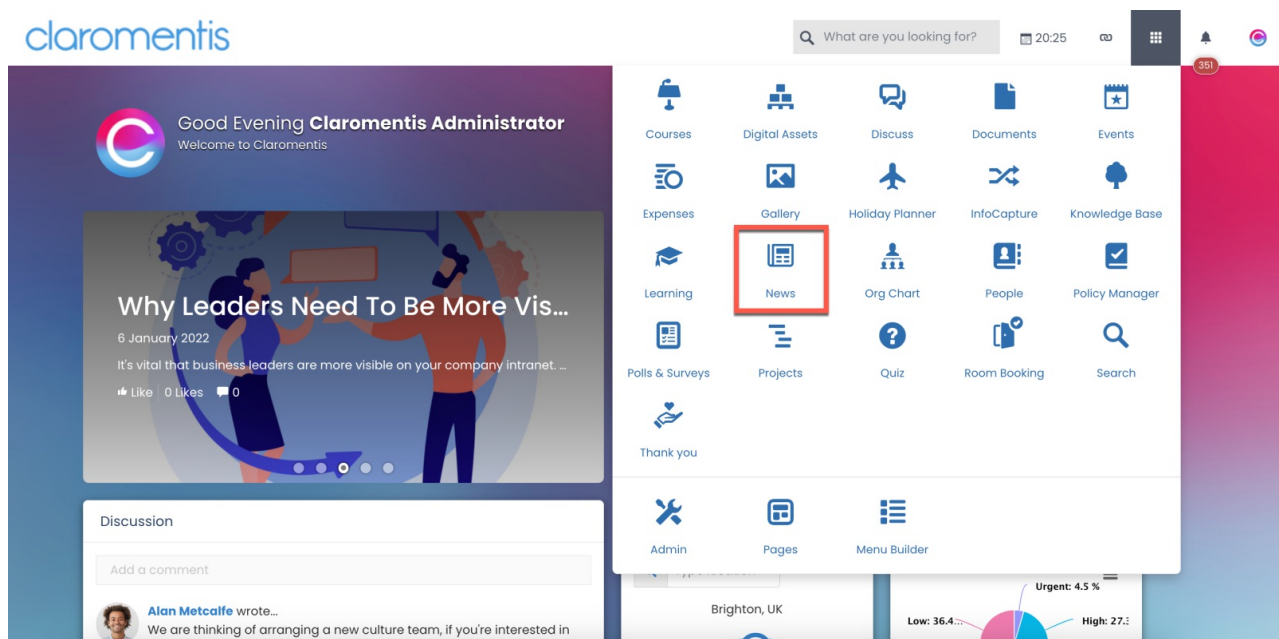 claromentis
What are you looking for?
20:25
351
Good Evening Claromentis Administrator
Welcome to Claromentis
Why Leaders Need To Be More Vis...
6 January 2022
It's vital that business leaders are more visible on your company intranet. ...
Like 0 Likes 0
Courses Digital Assets Discuss Documents Events
Expenses Gallery Holiday Planner InfoCapture Knowledge Base
Learning News Org Chart People Policy Manager
Polls & Surveys Projects Quiz Room Booking Search
Thank you
Admin Pages Menu Builder
Discussion
Add a comment
Alan Metcalfe wrote...
We are thinking of arranging a new culture team, if you're interested in
Brighton, UK
Urgent: 4.5 %
Low: 36.4...
High: 27.